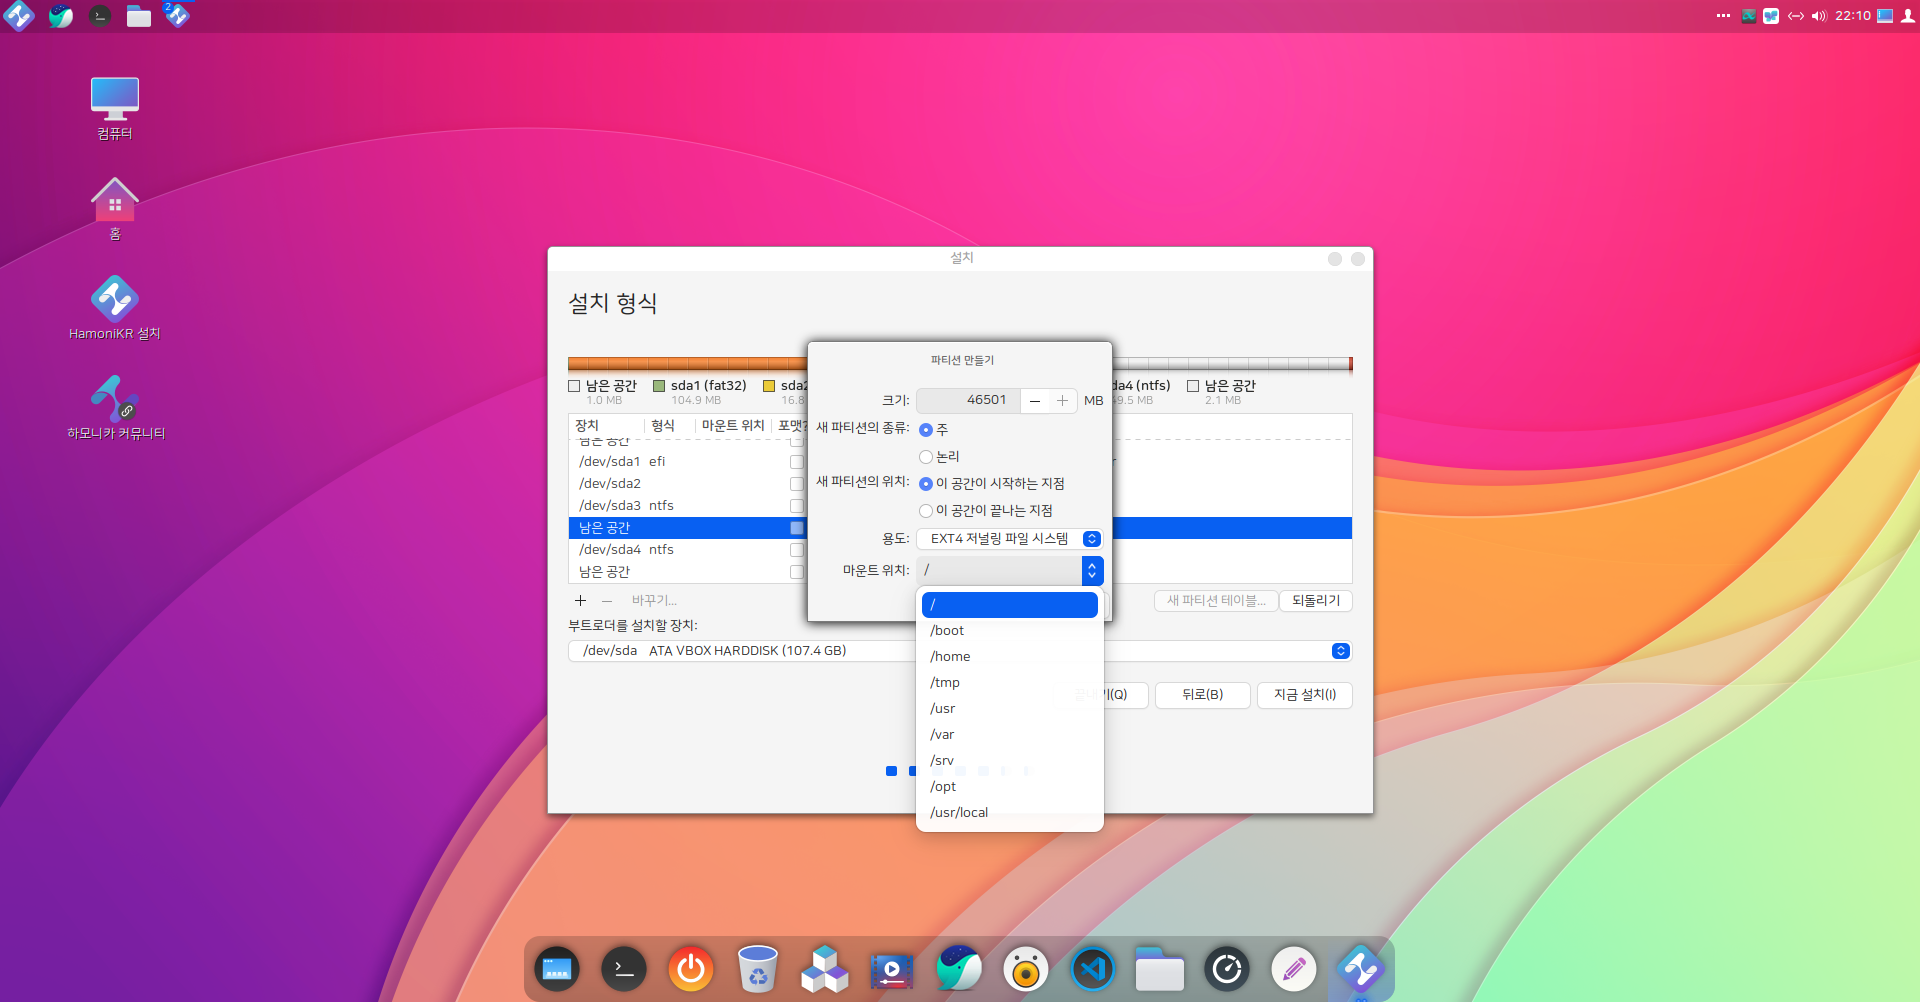 2
22:10
컴퓨터
홈
HamoniKR 설치
하모니카 커뮤니티
설치
설치 형식
남은 공간
1.0 MB
sda1 (fat32)
104.9 MB
sda2
16.8
da4 (ntfs)
49.5 MB
남은 공간
2.1 MB
장치 형식 마운트 위치 포맷?
남은 공간
/dev/sda1 efi
/dev/sda2
/dev/sda3 ntfs
남은 공간
/dev/sda4 ntfs
남은 공간
+ — 바꾸기...
새 파티션 테이블... 되돌리기
부트로더를 설치할 장치:
/dev/sda ATA VBOX HARDDISK (107.4 GB)
끝내기(Q) 뒤로(B) 지금 설치(I)
파티션 만들기
크기: 46501 — + MB
새 파티션의 종류: 주
논리
새 파티션의 위치: 이 공간이 시작하는 지점
이 공간이 끝나는 지점
용도: EXT4 저널링 파일 시스템
마운트 위치: /
/
/boot
/home
/tmp
/usr
/var
/srv
/opt
/usr/local